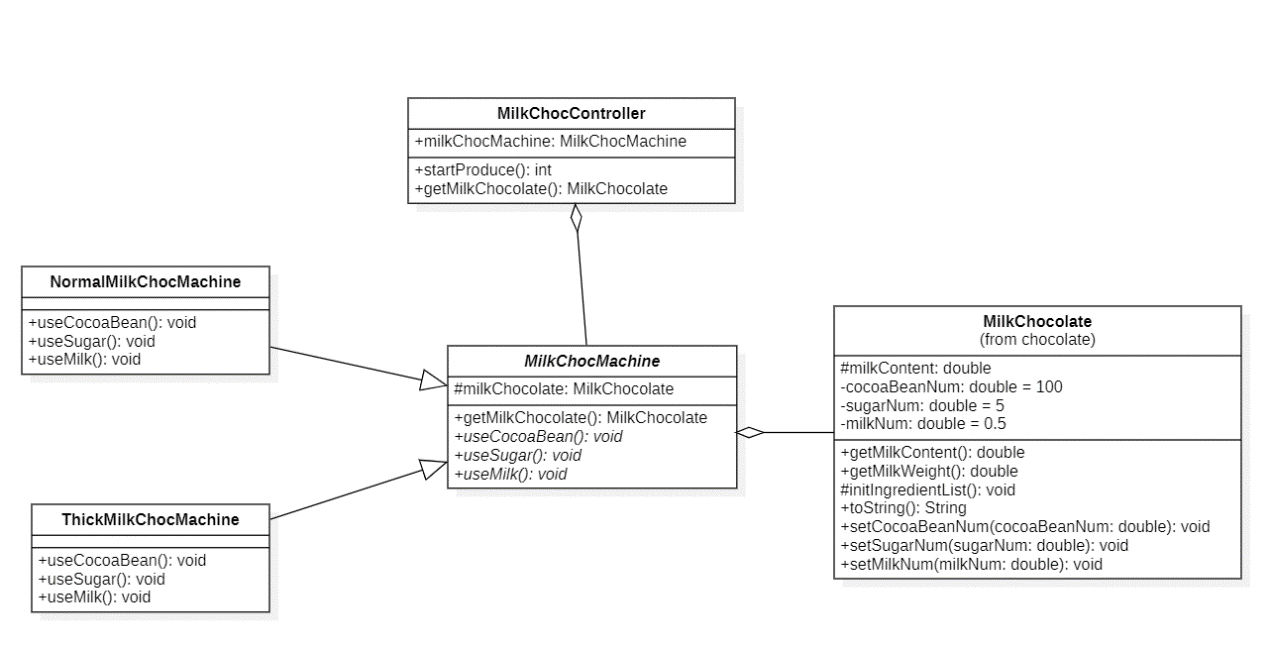 MilkChocController
+milkChocMachine: MilkChocMachine
+startProduce(): int
+getMilkChocolate(): MilkChocolate
NormalMilkChocMachine
+useCocoaBean(): void
+useSugar(): void
+useMilk(): void
MilkChocMachine
#milkChocolate: MilkChocolate
+getMilkChocolate(): MilkChocolate
+useCocoaBean(): void
+useSugar(): void
+useMilk(): void
MilkChocolate
(from chocolate)
#milkContent: double
-cocoaBeanNum: double = 100
-sugarNum: double = 5
-milkNum: double = 0.5
+getMilkContent(): double
+getMilkWeight(): double
#initIngredientList(): void
+toString(): String
+setCocoaBeanNum(cocoaBeanNum: double): void
+setSugarNum(sugarNum: double): void
+setMilkNum(milkNum: double): void
ThickMilkChocMachine
+useCocoaBean(): void
+useSugar(): void
+useMilk(): void